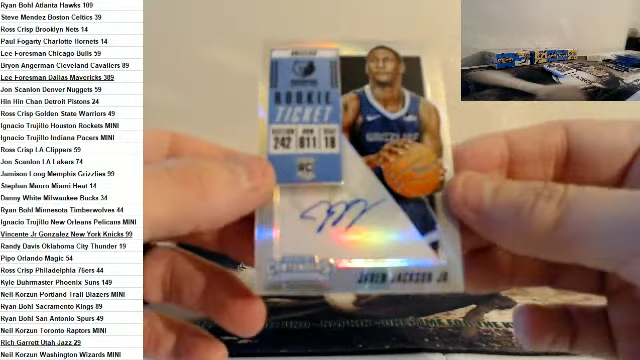 Ryan Bohl Atlanta Hawks 109
Steve Mendez Boston Celtics 39
Ross Crisp Brooklyn Nets 14
Paul Fogarty Charlotte Hornets 14
Lee Foresman Chicago Bulls 59
Bryon Angerman Cleveland Cavaliers 89
Lee Foresman Dallas Mavericks 389
Jon Scanlon Denver Nuggets 59
Hin Hin Chan Detroit Pistons 24
Ross Crisp Golden State Warriors 49
Ignacio Trujillo Houston Rockets MINI
Ignacio Trujillo Indiana Pacers MINI
Ross Crisp LA Clippers 59
Jon Scanlon LA Lakers 74
Jamison Long Memphis Grizzlies 99
Stephan Mauro Miami Heat 14
Danny White Milwaukee Bucks 34
Ryan Bohl Minnesota Timberwolves 44
Ignacio Trujillo New Orleans Pelicans MINI
Vincente Jr Gonzalez New York Knicks 99
Randy Davis Oklahoma City Thunder 19
Pipo Orlando Magic 54
Ross Crisp Philadelphia 76ers 44
Kyle Buhrmaster Phoenix Suns 149
Neil Korzun Portland Trail Blazers MINI
Ryan Bohl Sacramento Kings 89
Ryan Bohl San Antonio Spurs 49
Neil Korzun Toronto Raptors MINI
Rich Garrett Utah Jazz 29
Neil Korzun Washington Wizards MINI
ROOKIE
TICKET
SECTION ROW SEAT
242 611 18
RC
GRIZZLIES
CONTENDERS
JAREN JACKSON JR.